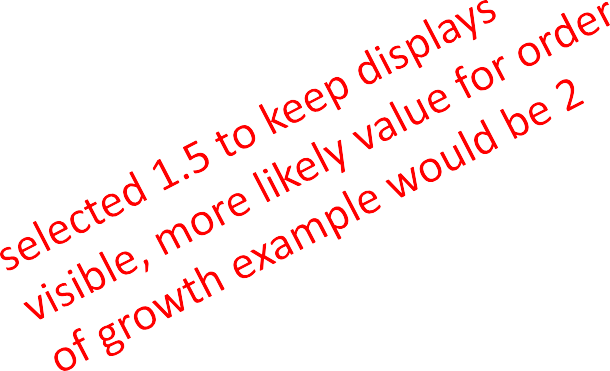 selected 1.5 to keep displays
visible, more likely value for order
of growth example would be 2